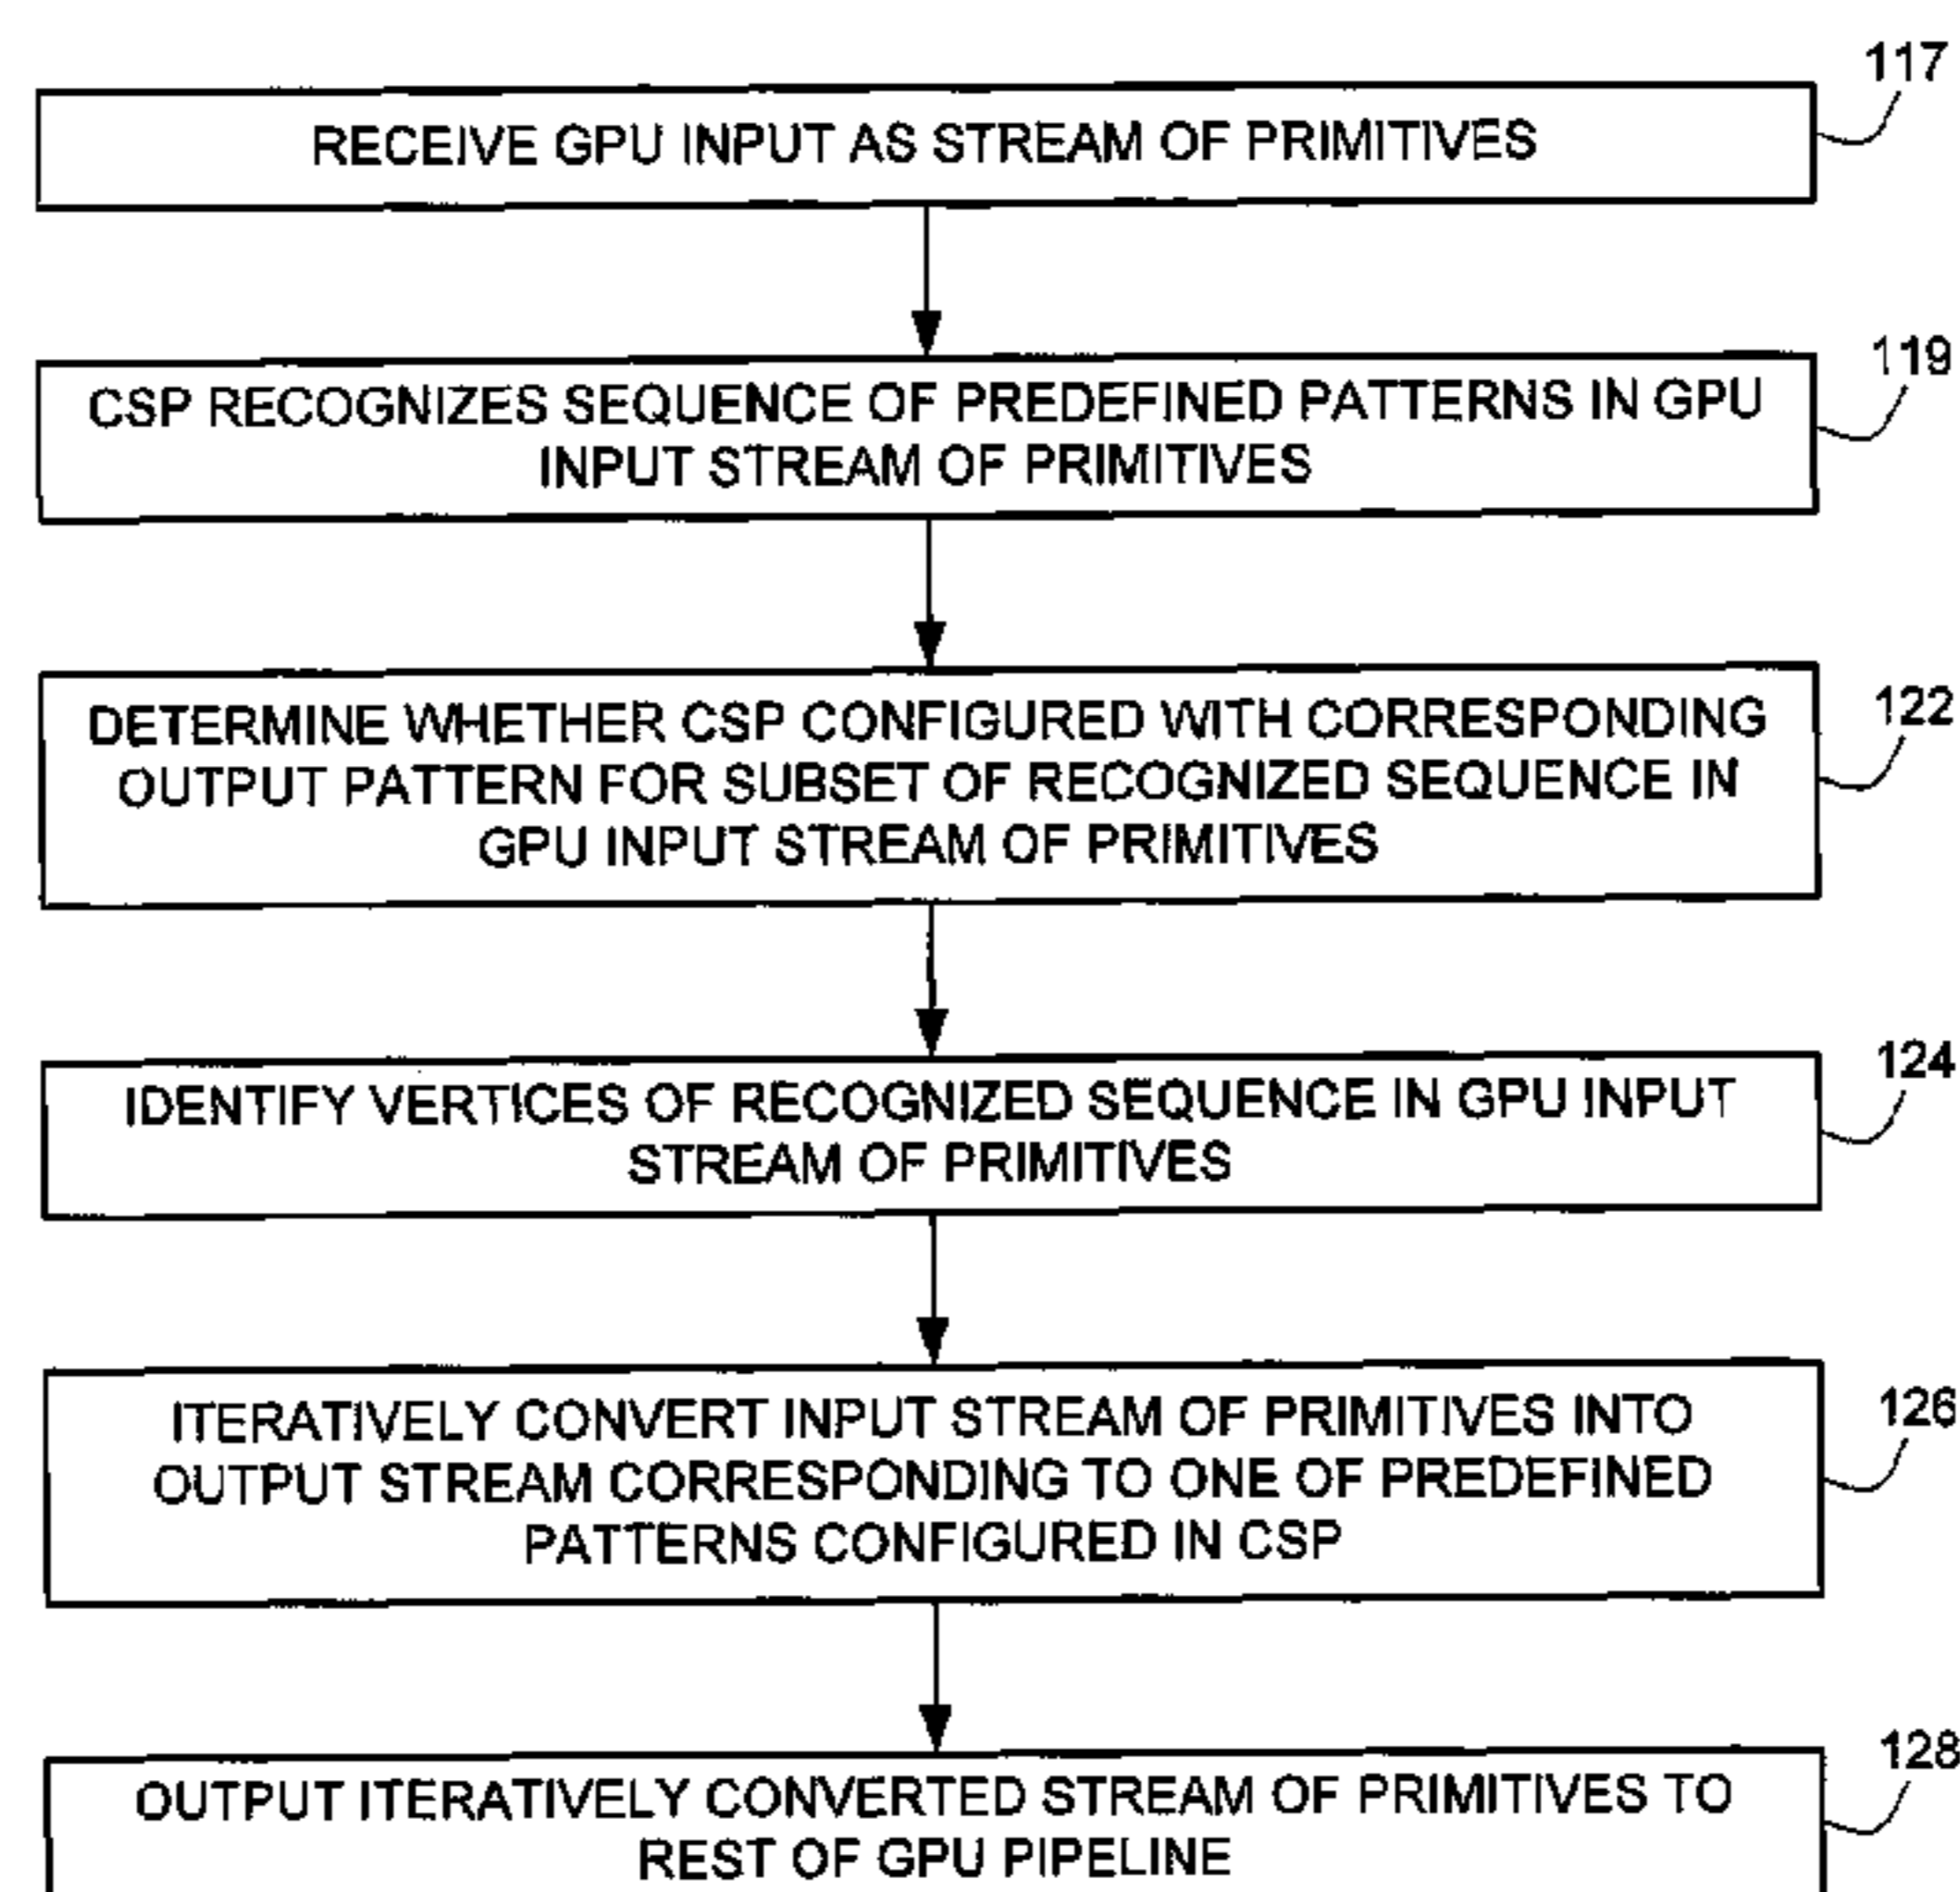 117
RECEIVE GPU INPUT AS STREAM OF PRIMITIVES
119
CSP RECOGNIZES SEQUENCE OF PREDEFINED PATTERNS IN GPU
INPUT STREAM OF PRIMITIVES
122
DETERMINE WHETHER CSP CONFIGURED WITH CORRESPONDING
OUTPUT PATTERN FOR SUBSET OF RECOGNIZED SEQUENCE IN
GPU INPUT STREAM OF PRIMITIVES
124
IDENTIFY VERTICES OF RECOGNIZED SEQUENCE IN GPU INPUT
STREAM OF PRIMITIVES
126
ITERATIVELY CONVERT INPUT STREAM OF PRIMITIVES INTO
OUTPUT STREAM CORRESPONDING TO ONE OF PREDEFINED
PATTERNS CONFIGURED IN CSP
128
OUTPUT ITERATIVELY CONVERTED STREAM OF PRIMITIVES TO
REST OF GPU PIPELINE